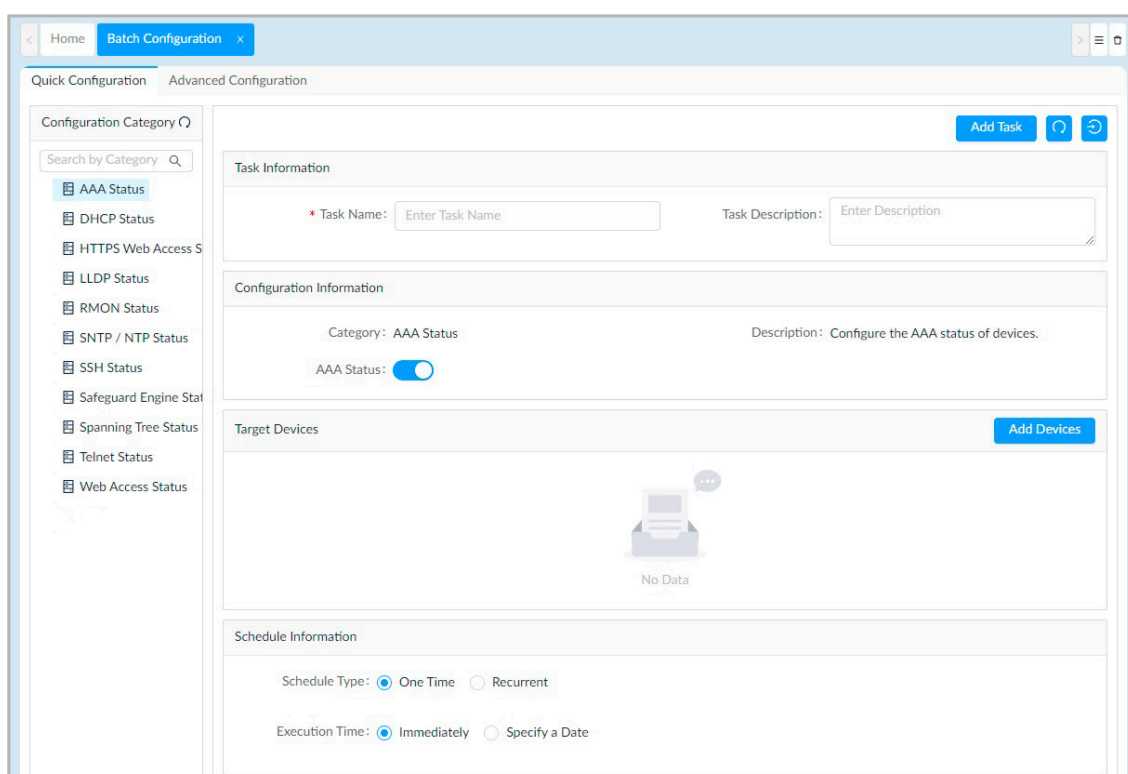 Home
Batch Configuration ×
Quick Configuration
Advanced Configuration
Configuration Category
Search by Category
AAA Status
DHCP Status
HTTPS Web Access S
LLDP Status
RMON Status
SNTP / NTP Status
SSH Status
Safeguard Engine Stat
Spanning Tree Status
Telnet Status
Web Access Status
Add Task
Task Information
* Task Name: Enter Task Name
Task Description: Enter Description
Configuration Information
Category: AAA Status
Description: Configure the AAA status of devices.
AAA Status:
Target Devices
Add Devices
No Data
Schedule Information
Schedule Type: One Time Recurrent
Execution Time: Immediately Specify a Date